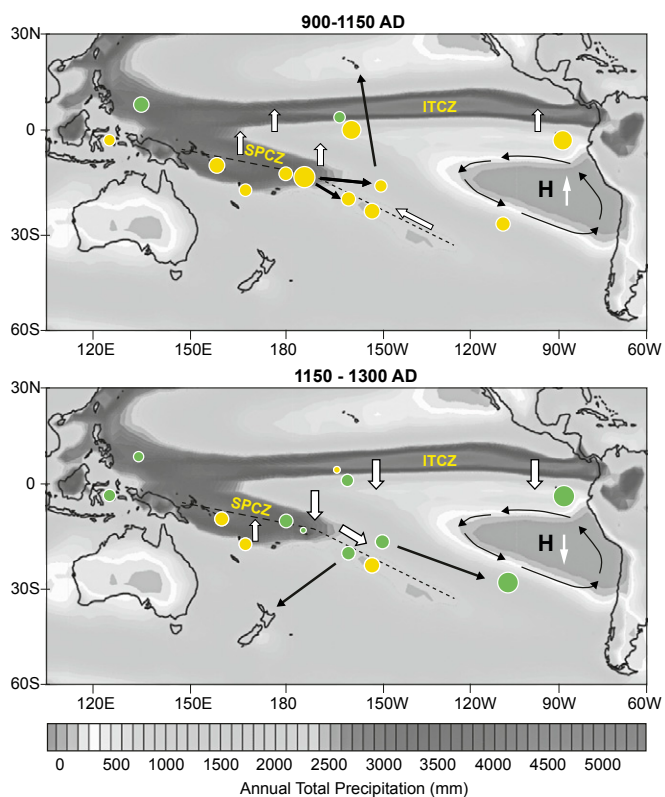 900-1150 AD
30N
0
30S
60S
ITCZ
SPCZ
H
120E 150E 180 150W 120W 90W 60W
1150 - 1300 AD
30N
0
30S
60S
ITCZ
SPCZ
H
120E 150E 180 150W 120W 90W 60W
0 500 1000 1500 2000 2500 3000 3500 4000 4500 5000
Annual Total Precipitation (mm)